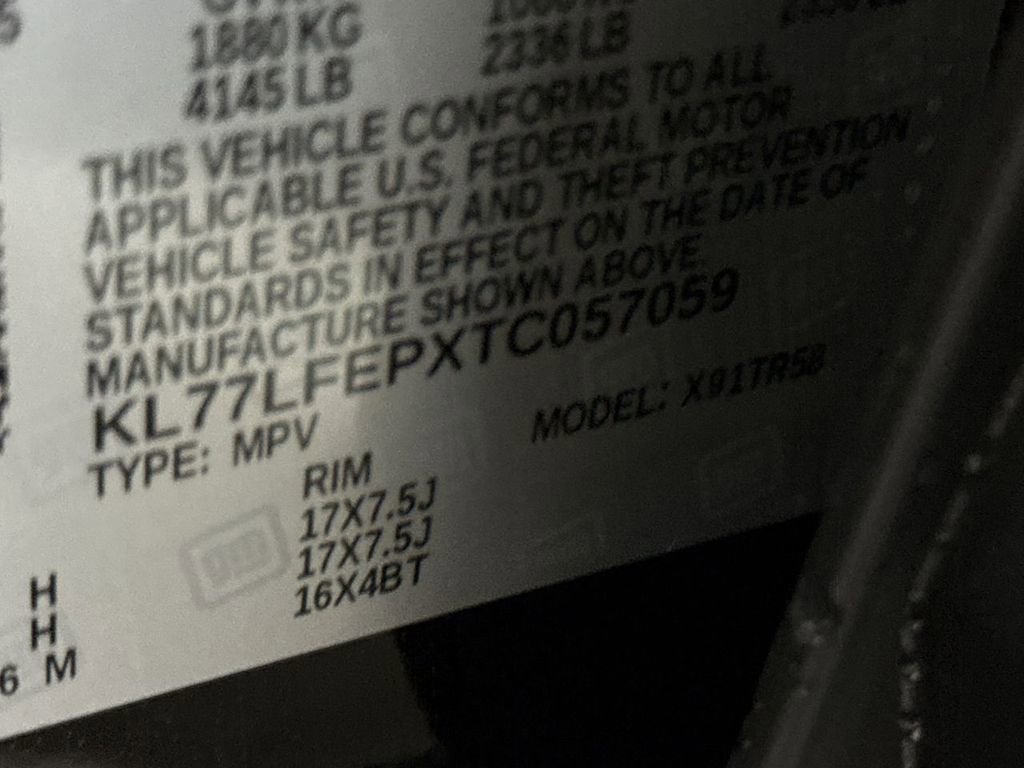 1880 KG
4145 LB
2336 LB
THIS VEHICLE CONFORMS TO ALL
APPLICABLE U.S. FEDERAL MOTOR
VEHICLE SAFETY AND THEFT PREVENTION
STANDARDS IN EFFECT ON THE DATE OF
MANUFACTURE SHOWN ABOVE.
KL77LFEPXTC057059
TYPE: MPV
MODEL: X91TR58
RIM
17X7.5J
17X7.5J
16X4BT
H
H
6 M